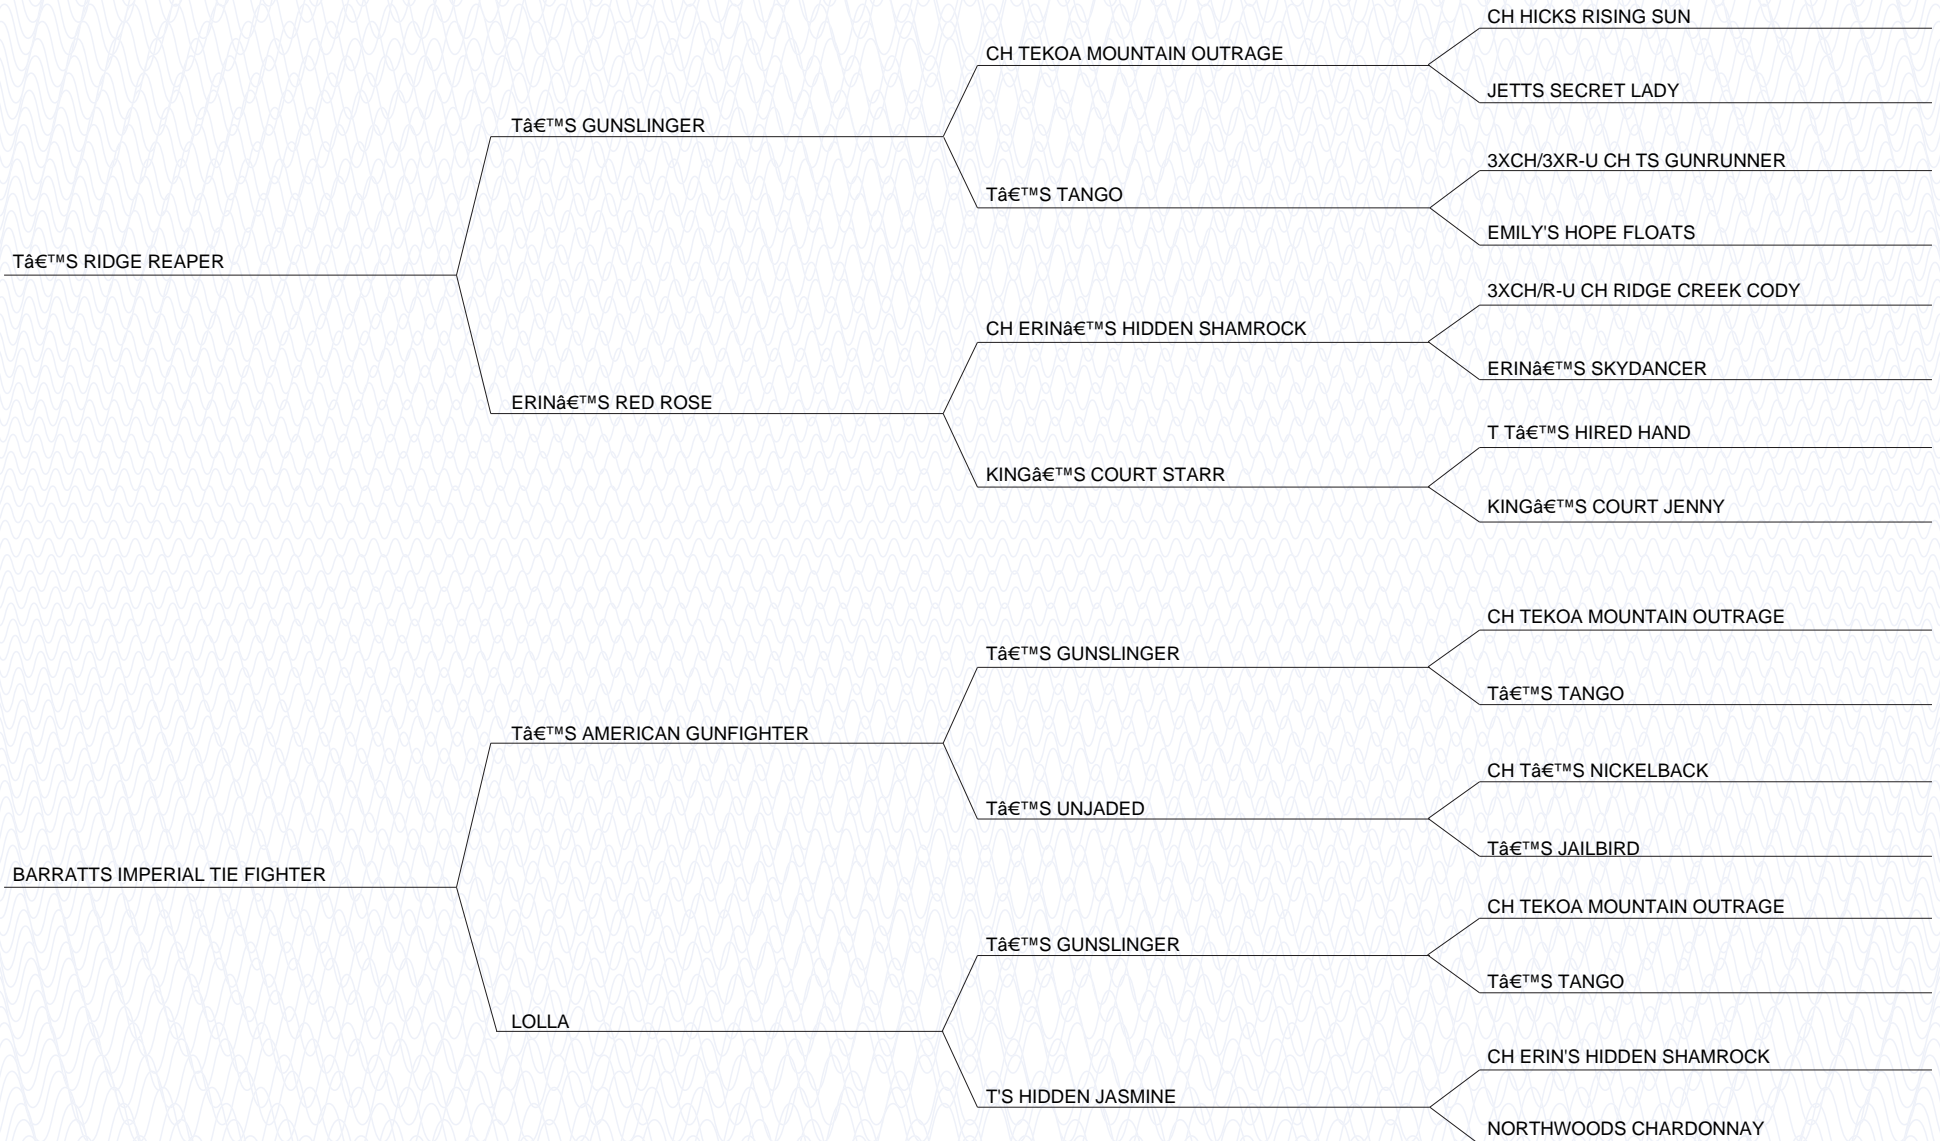 CH HICKS RISING SUN
CH TEKOA MOUNTAIN OUTRAGE
JETTS SECRET LADY
Tâ€™S GUNSLINGER
3XCH/3XR-U CH TS GUNRUNNER
Tâ€™S TANGO
EMILY'S HOPE FLOATS
Tâ€™S RIDGE REAPER
3XCH/R-U CH RIDGE CREEK CODY
CH ERINâ€™S HIDDEN SHAMROCK
ERINâ€™S SKYDANCER
ERINâ€™S RED ROSE
T Tâ€™S HIRED HAND
KINGâ€™S COURT STARR
KINGâ€™S COURT JENNY
CH TEKOA MOUNTAIN OUTRAGE
Tâ€™S GUNSLINGER
Tâ€™S TANGO
Tâ€™S AMERICAN GUNFIGHTER
CH Tâ€™S NICKELBACK
Tâ€™S UNJADED
Tâ€™S JAILBIRD
BARRATTS IMPERIAL TIE FIGHTER
CH TEKOA MOUNTAIN OUTRAGE
Tâ€™S GUNSLINGER
Tâ€™S TANGO
LOLLA
CH ERIN'S HIDDEN SHAMROCK
T'S HIDDEN JASMINE
NORTHWOODS CHARDONNAY